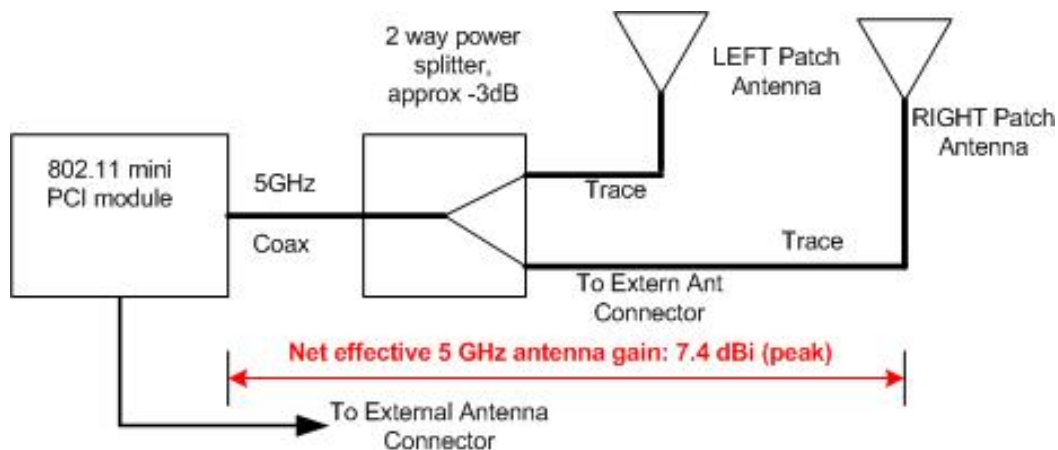 2 way power
splitter,
approx -3dB
LEFT Patch
Antenna
RIGHT Patch
Antenna
802.11 mini
PCI module
5GHz
Coax
Trace
Trace
To Extern Ant
Connector
Net effective 5 GHz antenna gain: 7.4 dBi (peak)
To External Antenna
Connector